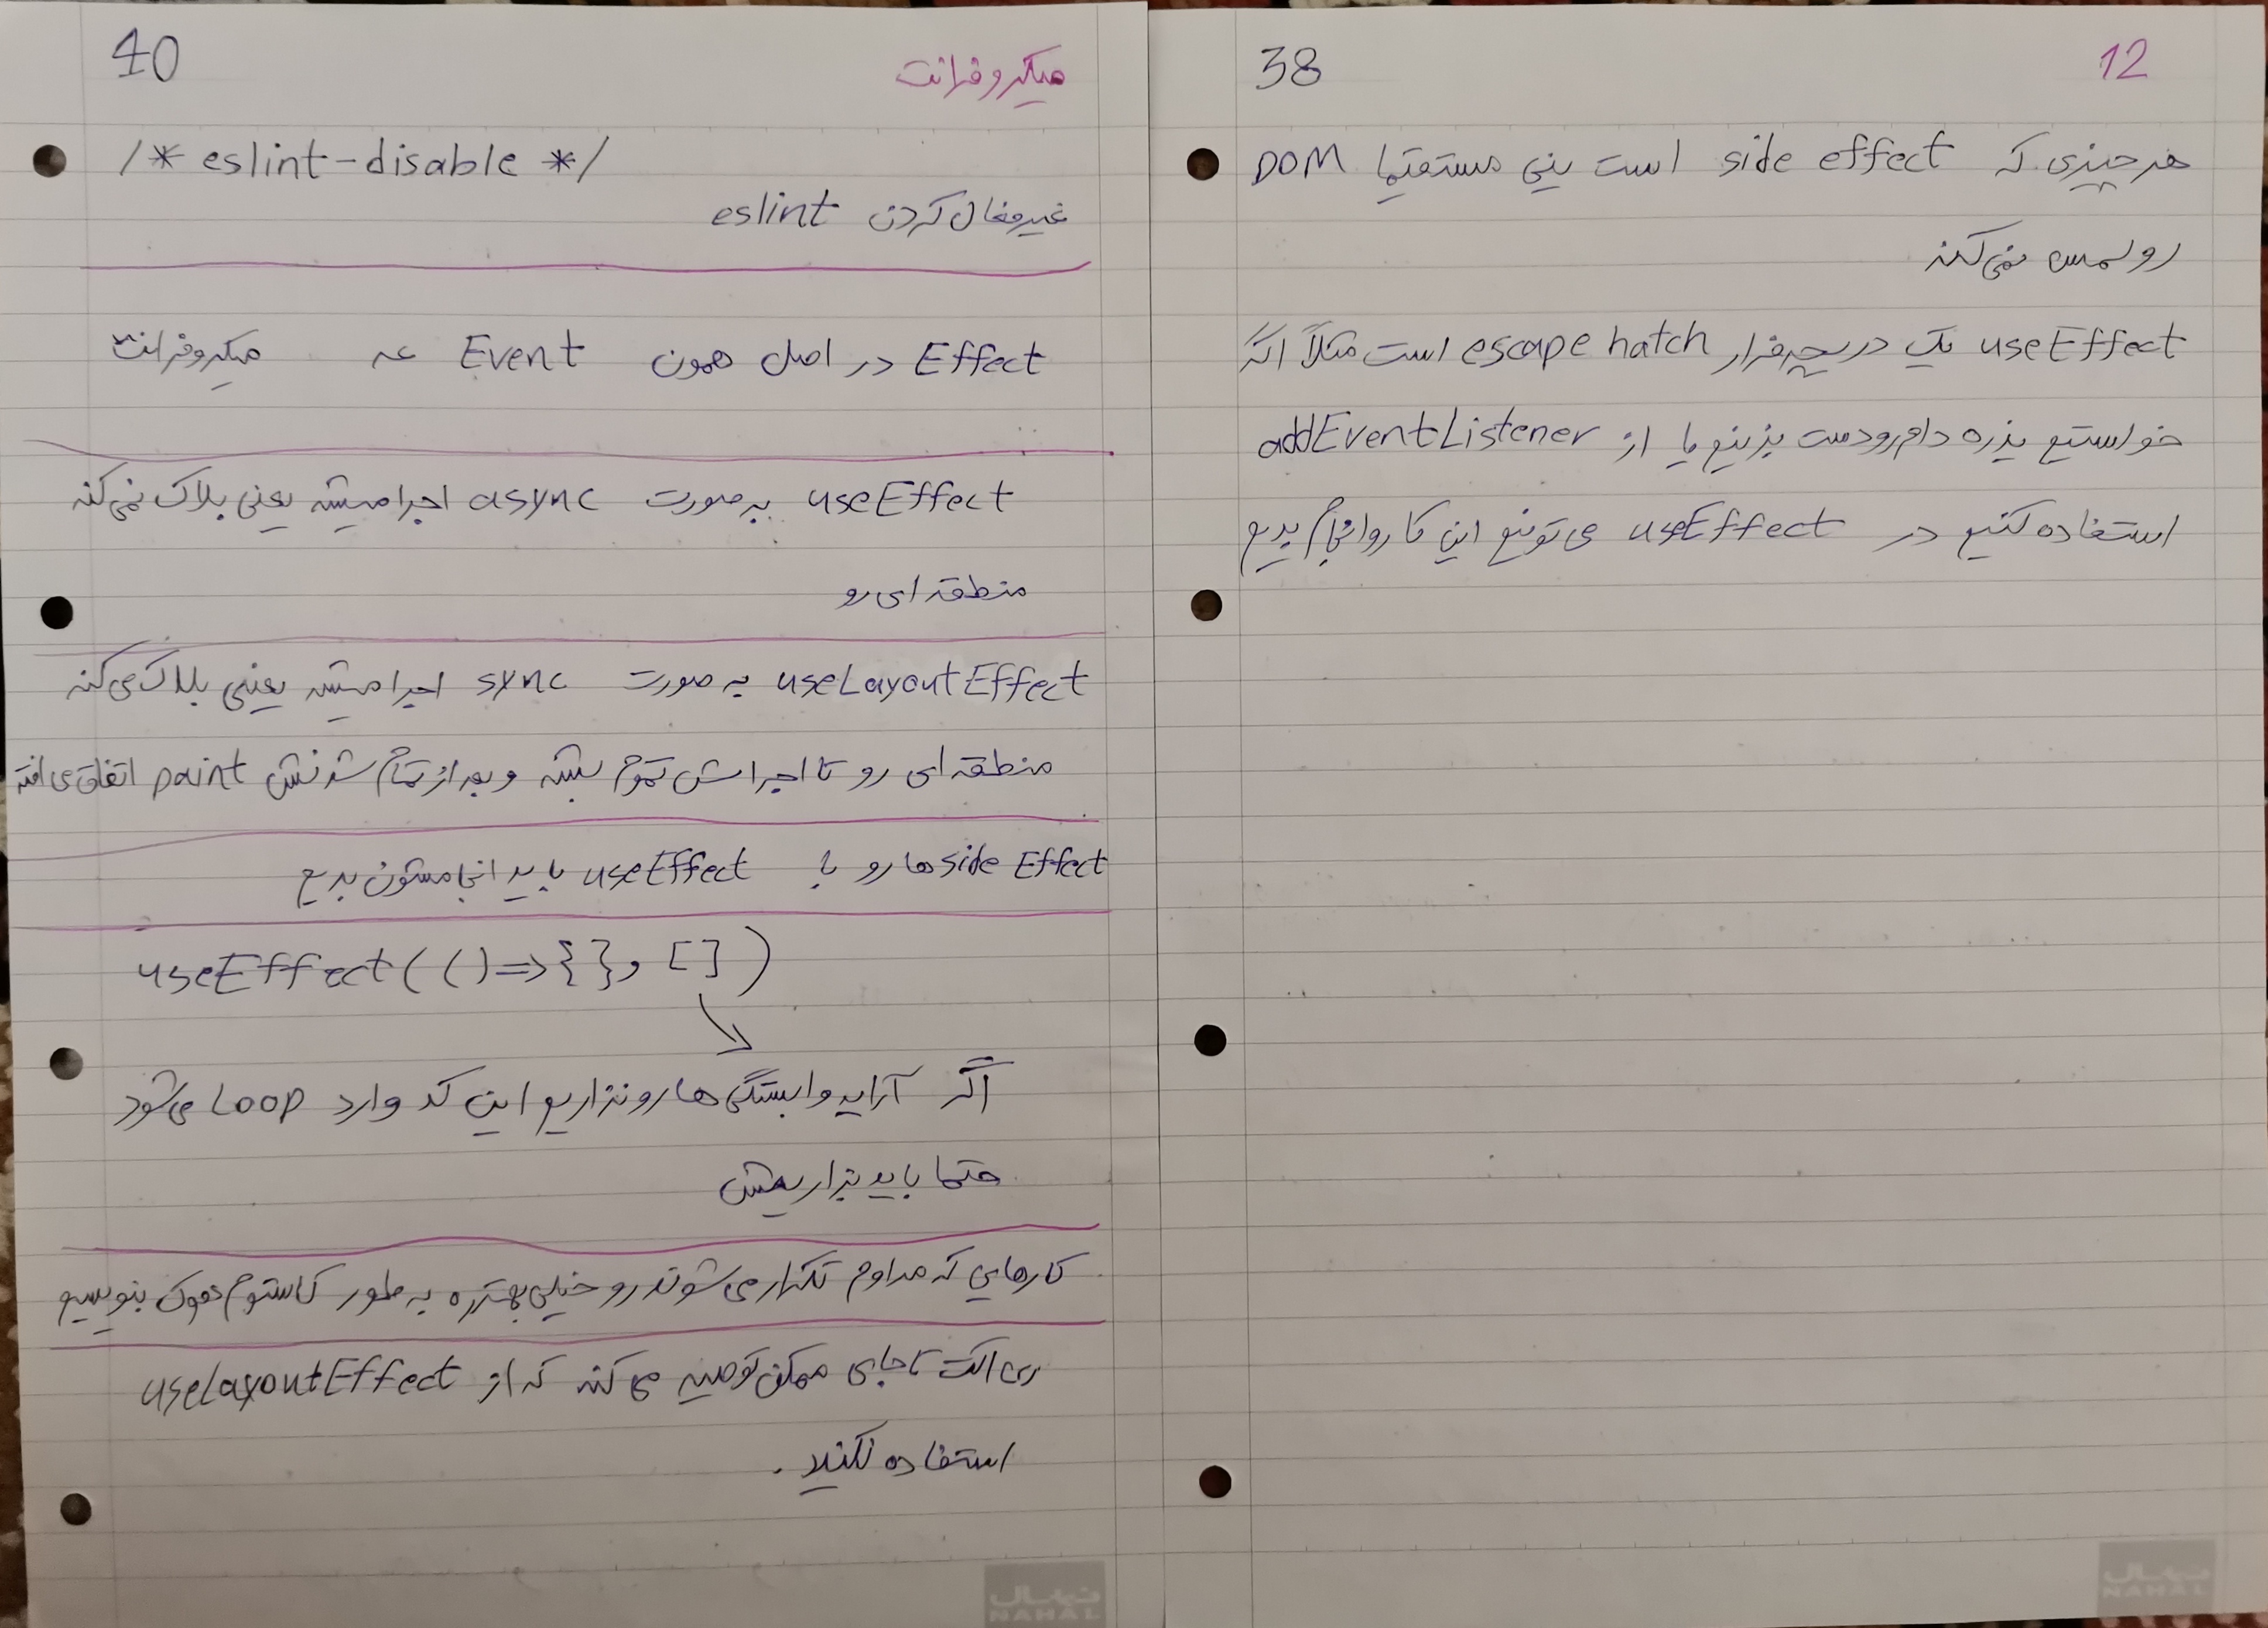 38
12
هر چیزی که side effect است ینی مستقیما DOM
رو لمس نمی‌کنه
useEffect یک دریچه فرار escape hatch است مثلاً اگه
خواستیم یذره دام رو دست بزنیم یا از addEventListener
استفاده کنیم در useEffect می‌تونیم این کار و انجام بدیم
نهال
NAHAL
40
میکروفرانت
/* eslint-disable */
غیرفعال کردن eslint
Effect در اصل همون Event عه میکروفرانت
useEffect به صورت async اجرا میشه یعنی بلاک نمی‌کنه
منطقه ای رو
useLayoutEffect به صورت sync اجرا میشه یعنی بلاک می‌کنه
منطقه ای رو تا اجراش تموم بشه و بعد از تمام شدنش paint اتفاق می افته
side Effect ها رو با useEffect باید انجامشون بدیم
useEffect(()=>{}, [])
اگر آرایه وابستگی ها رو نزاریم این کد وارد Loop می‌شود
حتما باید بزاریمش
کارهایی که مداوم تکرار می‌شوند رو خیلی بهتره به طور کاستوم هوک بنویسیم
ری اکت تا جای ممکن توصیه می کنه که از useLayoutEffect
استفاده نکنید.
نهال
NAHAL